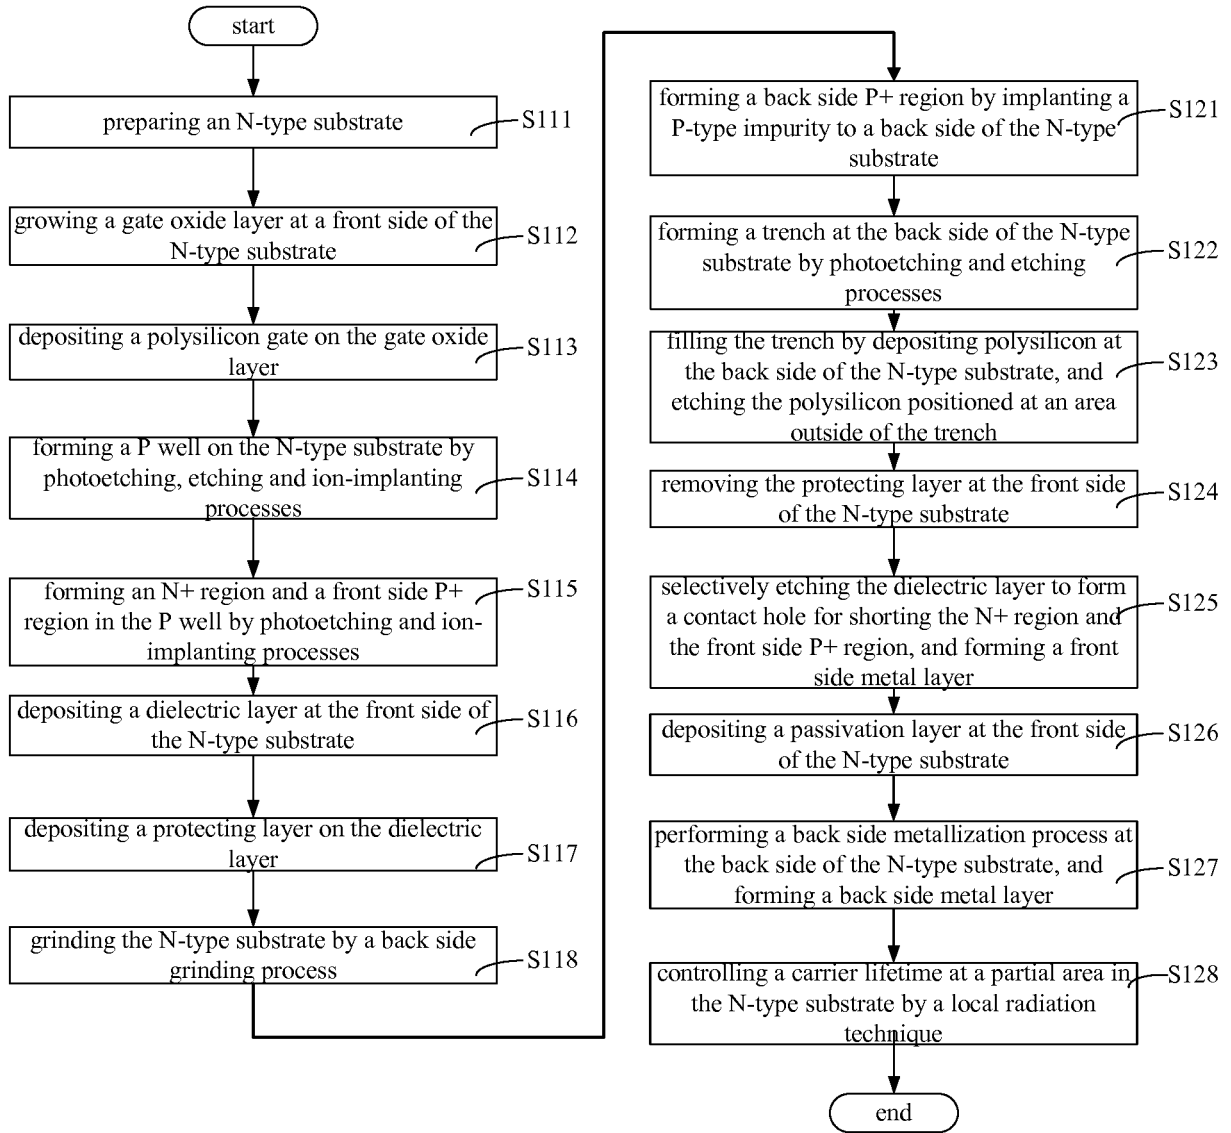 start
preparing an N-type substrate
S111
growing a gate oxide layer at a front side of the
N-type substrate
S112
depositing a polysilicon gate on the gate oxide
layer
S113
forming a P well on the N-type substrate by
photoetching, etching and ion-implanting
processes
S114
forming an N+ region and a front side P+
region in the P well by photoetching and ion-
implanting processes
S115
depositing a dielectric layer at the front side of
the N-type substrate
S116
depositing a protecting layer on the dielectric
layer
S117
grinding the N-type substrate by a back side
grinding process
S118
forming a back side P+ region by implanting a
P-type impurity to a back side of the N-type
substrate
S121
forming a trench at the back side of the N-type
substrate by photoetching and etching
processes
S122
filling the trench by depositing polysilicon at
the back side of the N-type substrate, and
etching the polysilicon positioned at an area
outside of the trench
S123
removing the protecting layer at the front side
of the N-type substrate
S124
selectively etching the dielectric layer to form
a contact hole for shorting the N+ region and
the front side P+ region, and forming a front
side metal layer
S125
depositing a passivation layer at the front side
of the N-type substrate
S126
performing a back side metallization process at
the back side of the N-type substrate, and
forming a back side metal layer
S127
controlling a carrier lifetime at a partial area in
the N-type substrate by a local radiation
technique
S128
end